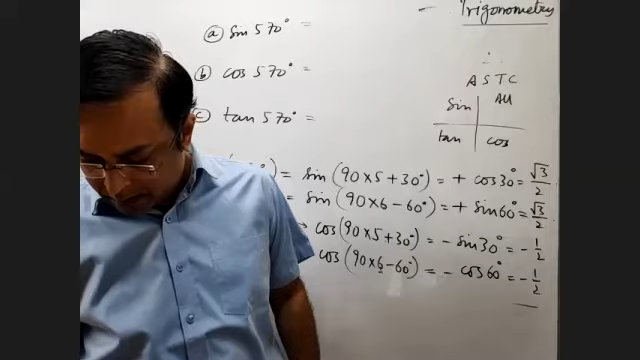 Trigonometry
(a) sin 570° =
(b) cos 570° =
(c) tan 570° =
A S T C
sin | All
tan | cos
= sin (90 × 5 + 30°) = + cos 30° = √3/2
= sin (90 × 6 - 60°) = + sin 60° = √3/2
→ cos (90 × 5 + 30°) = - sin 30° = - 1/2
cos (90 × 6 - 60°) = - cos 60° = - 1/2